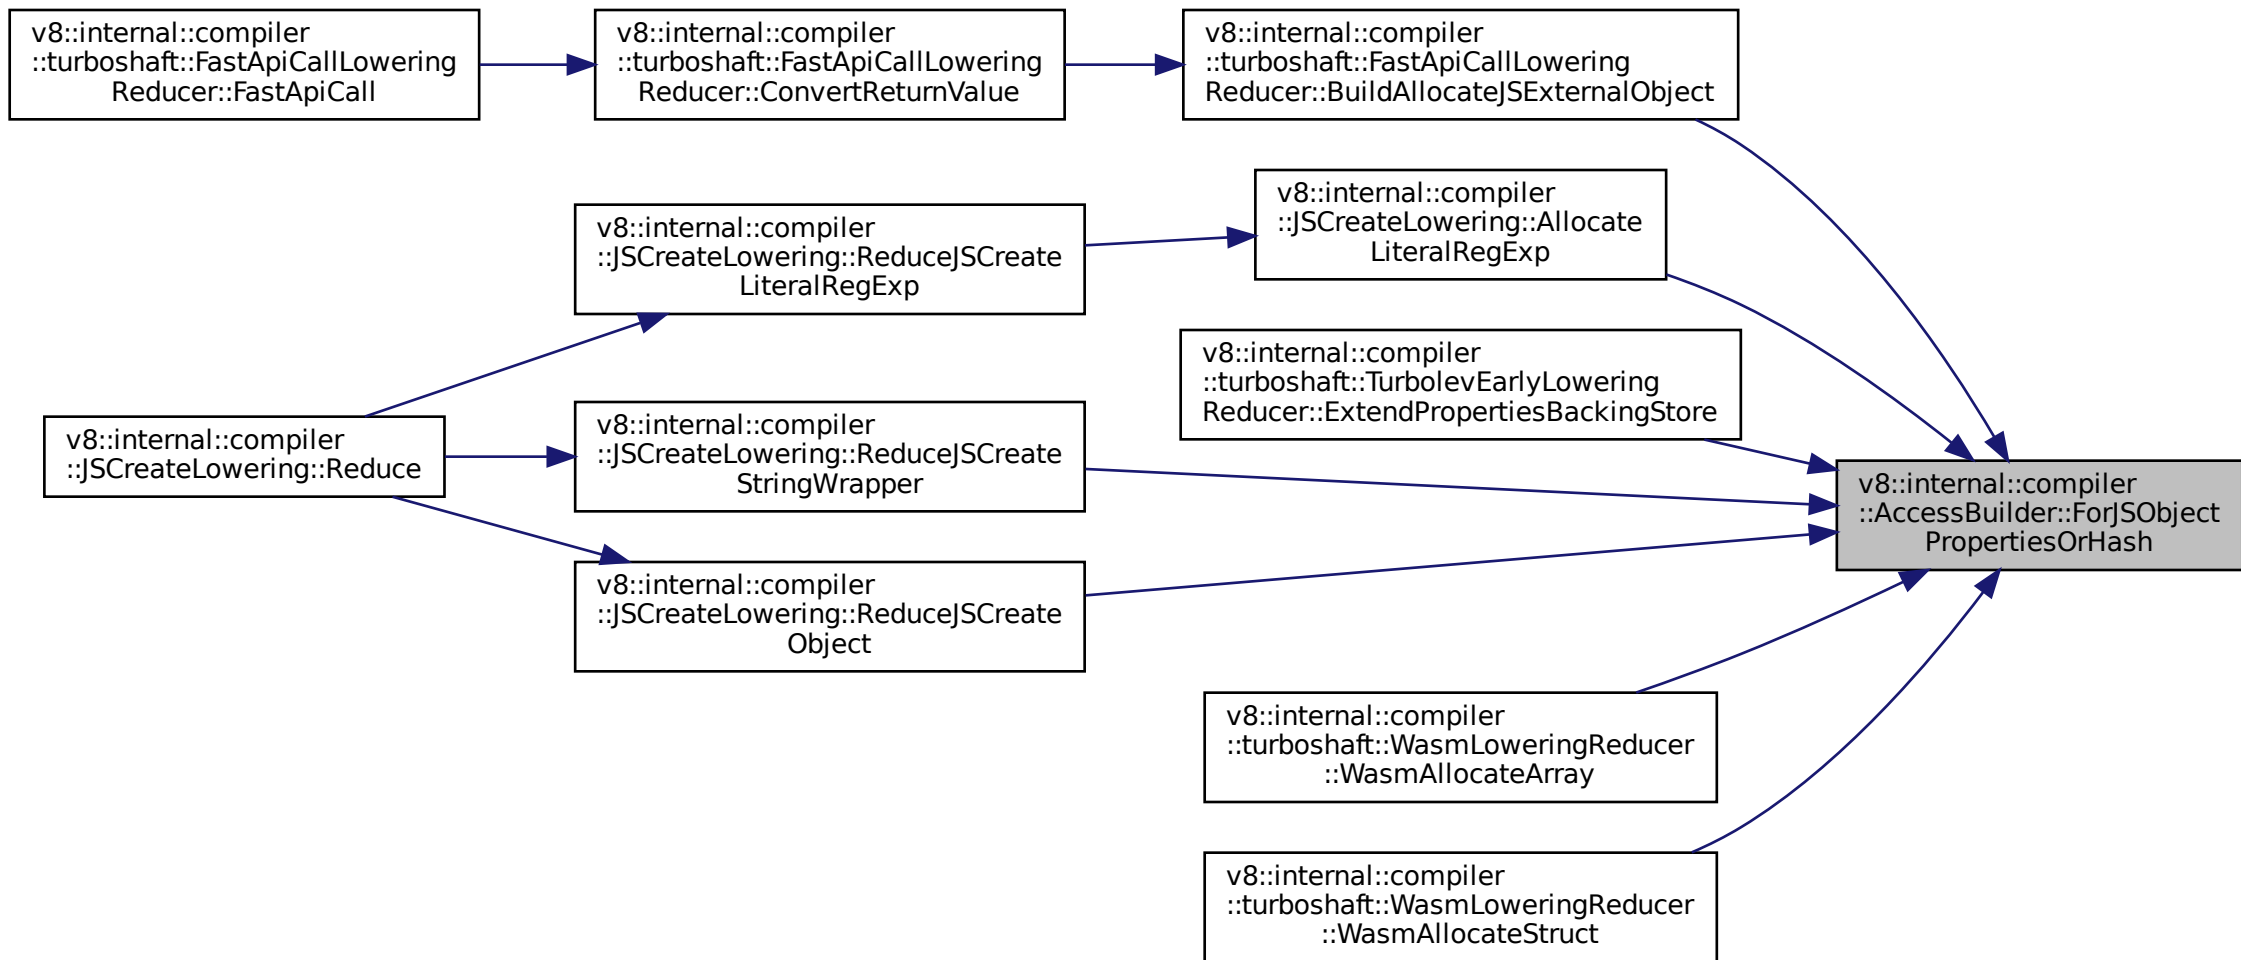 v8::internal::compiler
::turboshaft::FastApiCallLowering
Reducer::FastApiCall
v8::internal::compiler
::turboshaft::FastApiCallLowering
Reducer::ConvertReturnValue
v8::internal::compiler
::turboshaft::FastApiCallLowering
Reducer::BuildAllocateJSExternalObject
v8::internal::compiler
::JSCreateLowering::Allocate
LiteralRegExp
v8::internal::compiler
::JSCreateLowering::ReduceJSCreate
LiteralRegExp
v8::internal::compiler
::turboshaft::TurbolevEarlyLowering
Reducer::ExtendPropertiesBackingStore
v8::internal::compiler
::JSCreateLowering::Reduce
v8::internal::compiler
::JSCreateLowering::ReduceJSCreate
StringWrapper
v8::internal::compiler
::AccessBuilder::ForJSObject
PropertiesOrHash
v8::internal::compiler
::JSCreateLowering::ReduceJSCreate
Object
v8::internal::compiler
::turboshaft::WasmLoweringReducer
::WasmAllocateArray
v8::internal::compiler
::turboshaft::WasmLoweringReducer
::WasmAllocateStruct